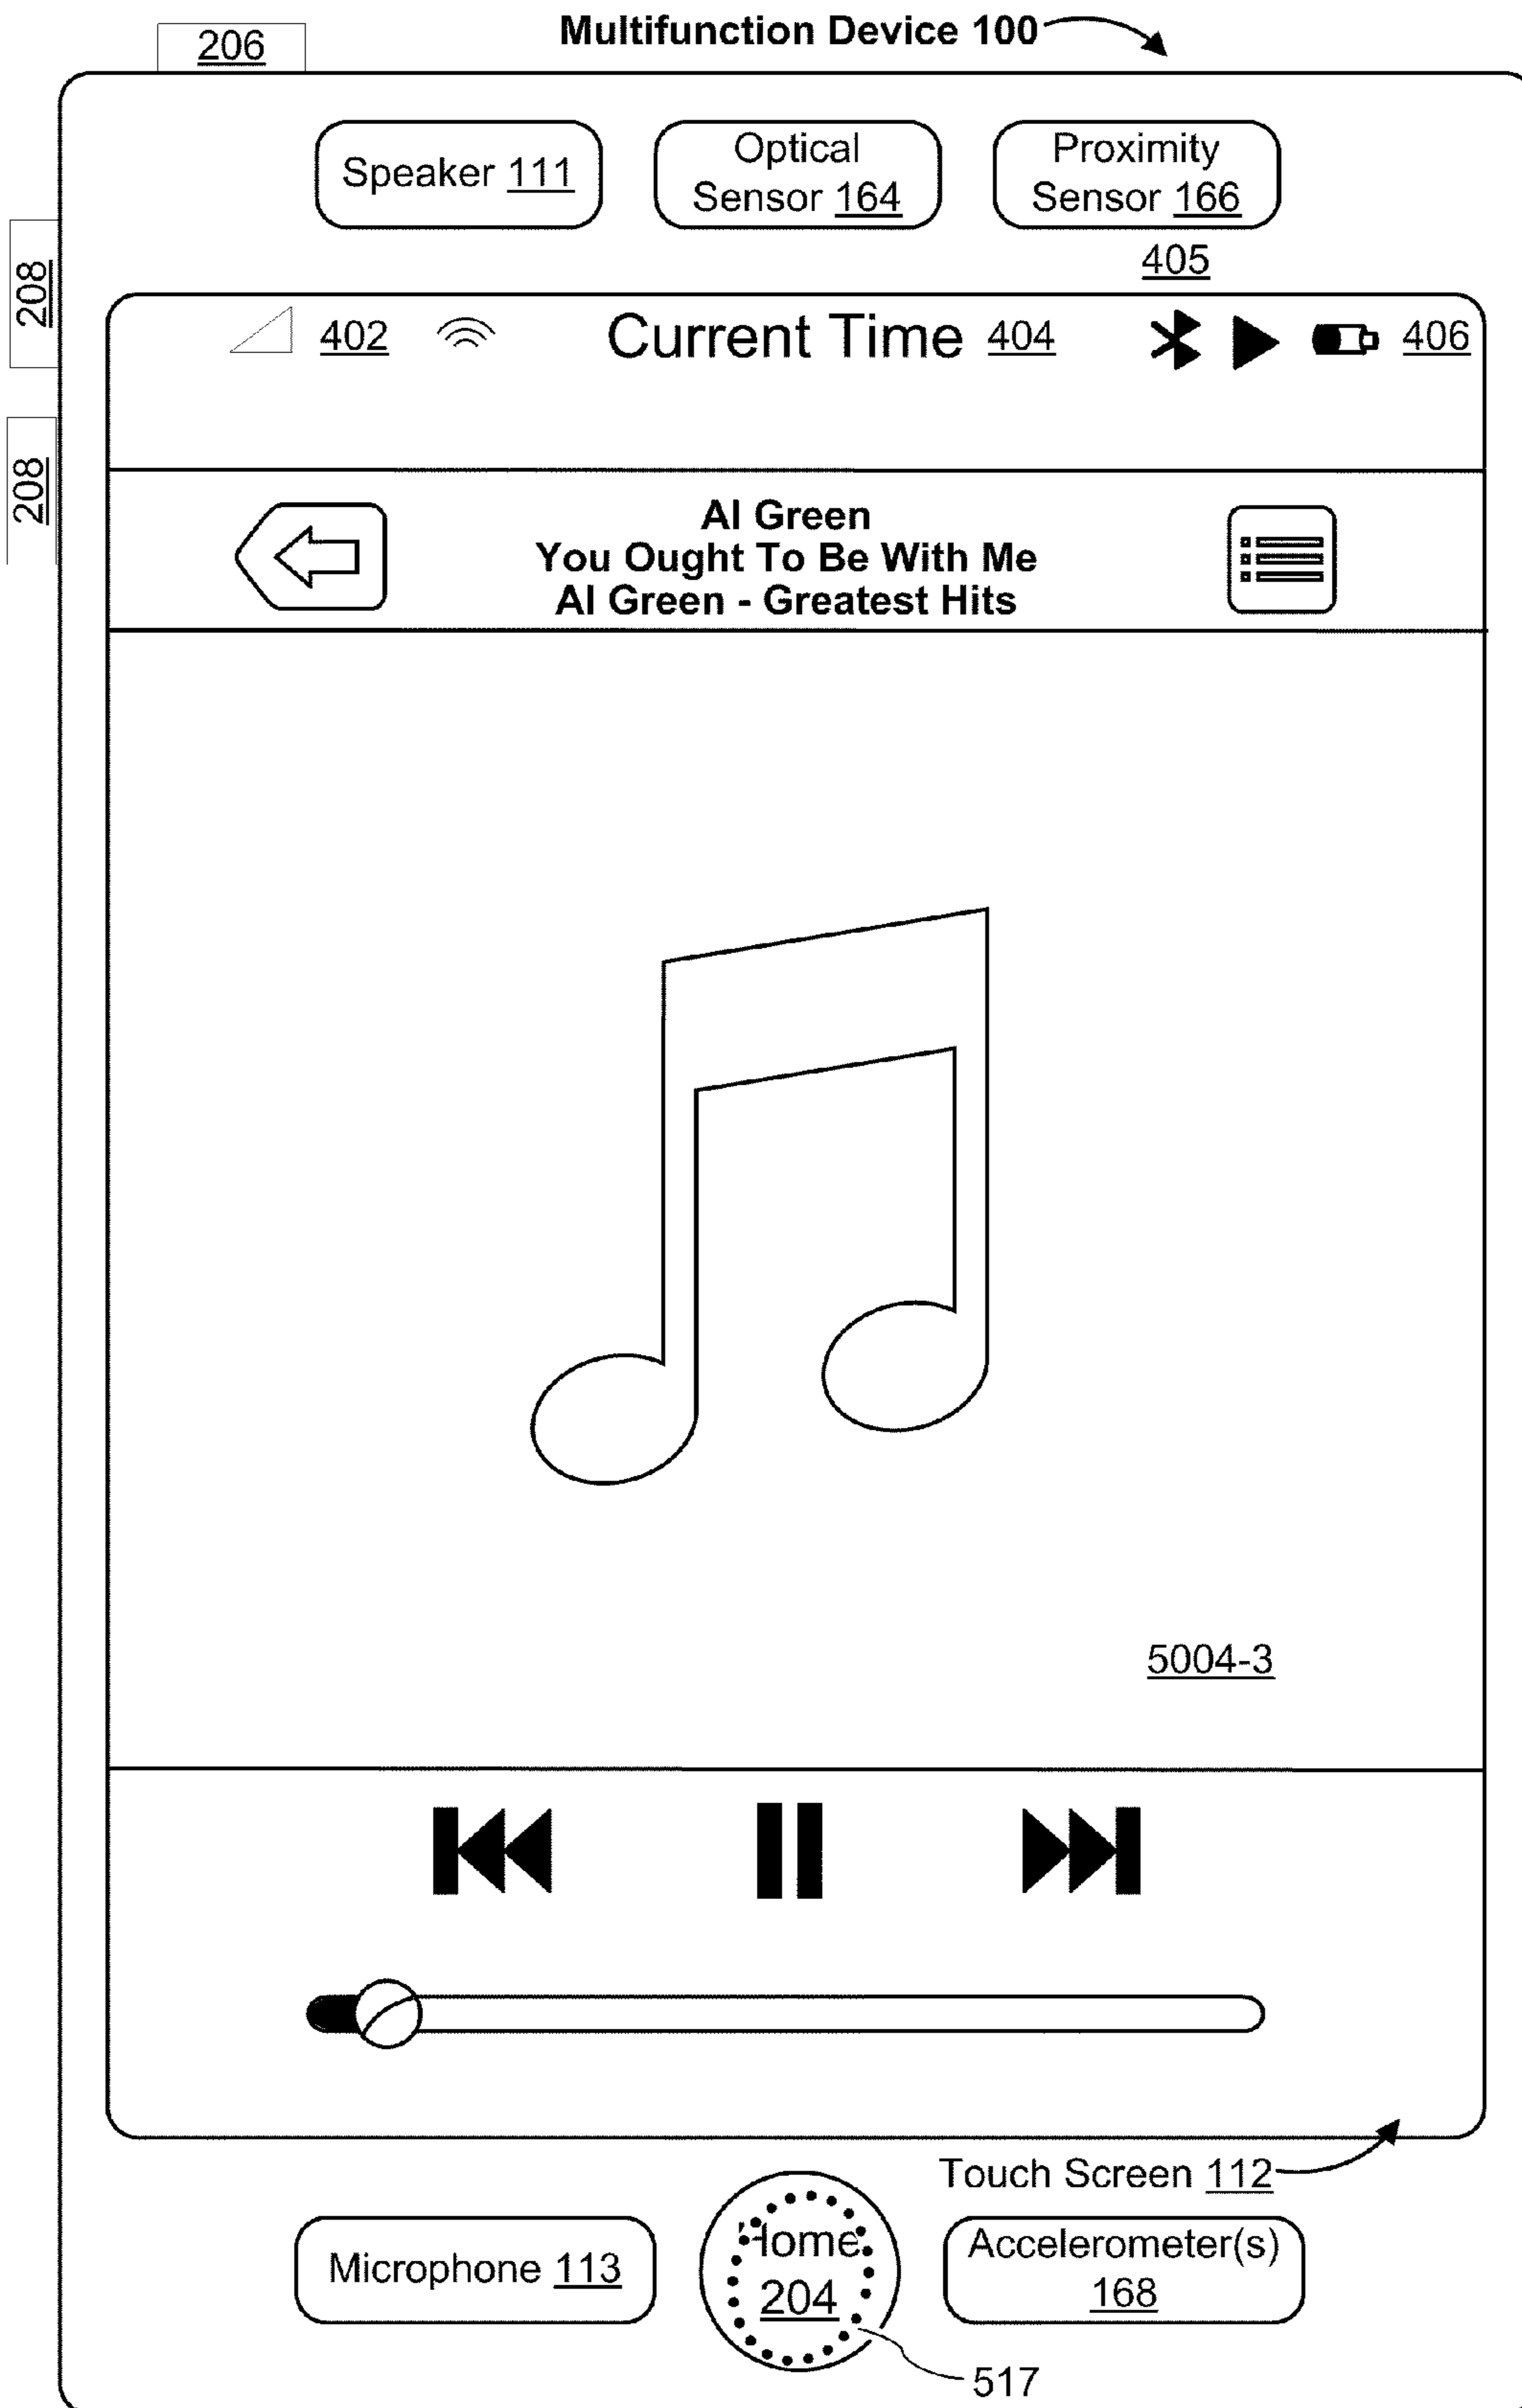 Multifunction Device 100
206
Speaker 111
Optical
Sensor 164
Proximity
Sensor 166
208
405
402
Current Time 404
406
208
Al Green
You Ought To Be With Me
Al Green - Greatest Hits
5004-3
Touch Screen 112
Microphone 113
Home
204
Accelerometer(s)
168
517